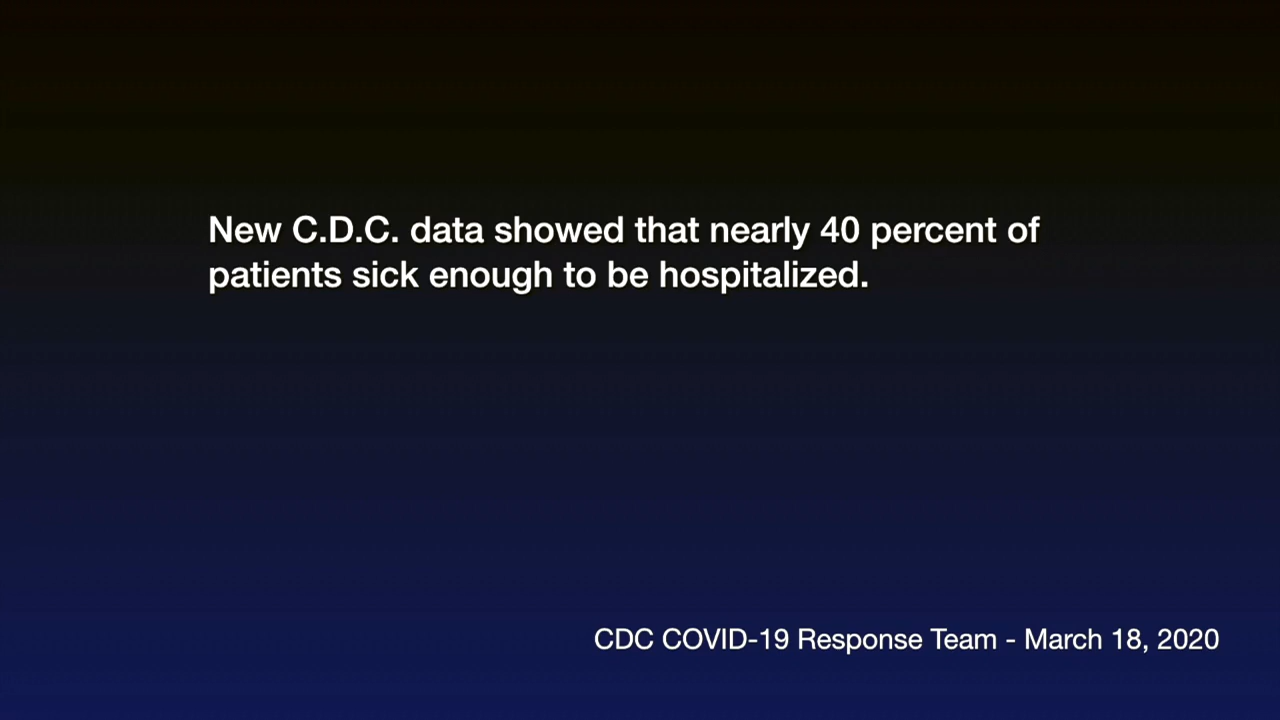 New C.D.C. data showed that nearly 40 percent of
patients sick enough to be hospitalized.
CDC COVID-19 Response Team - March 18, 2020